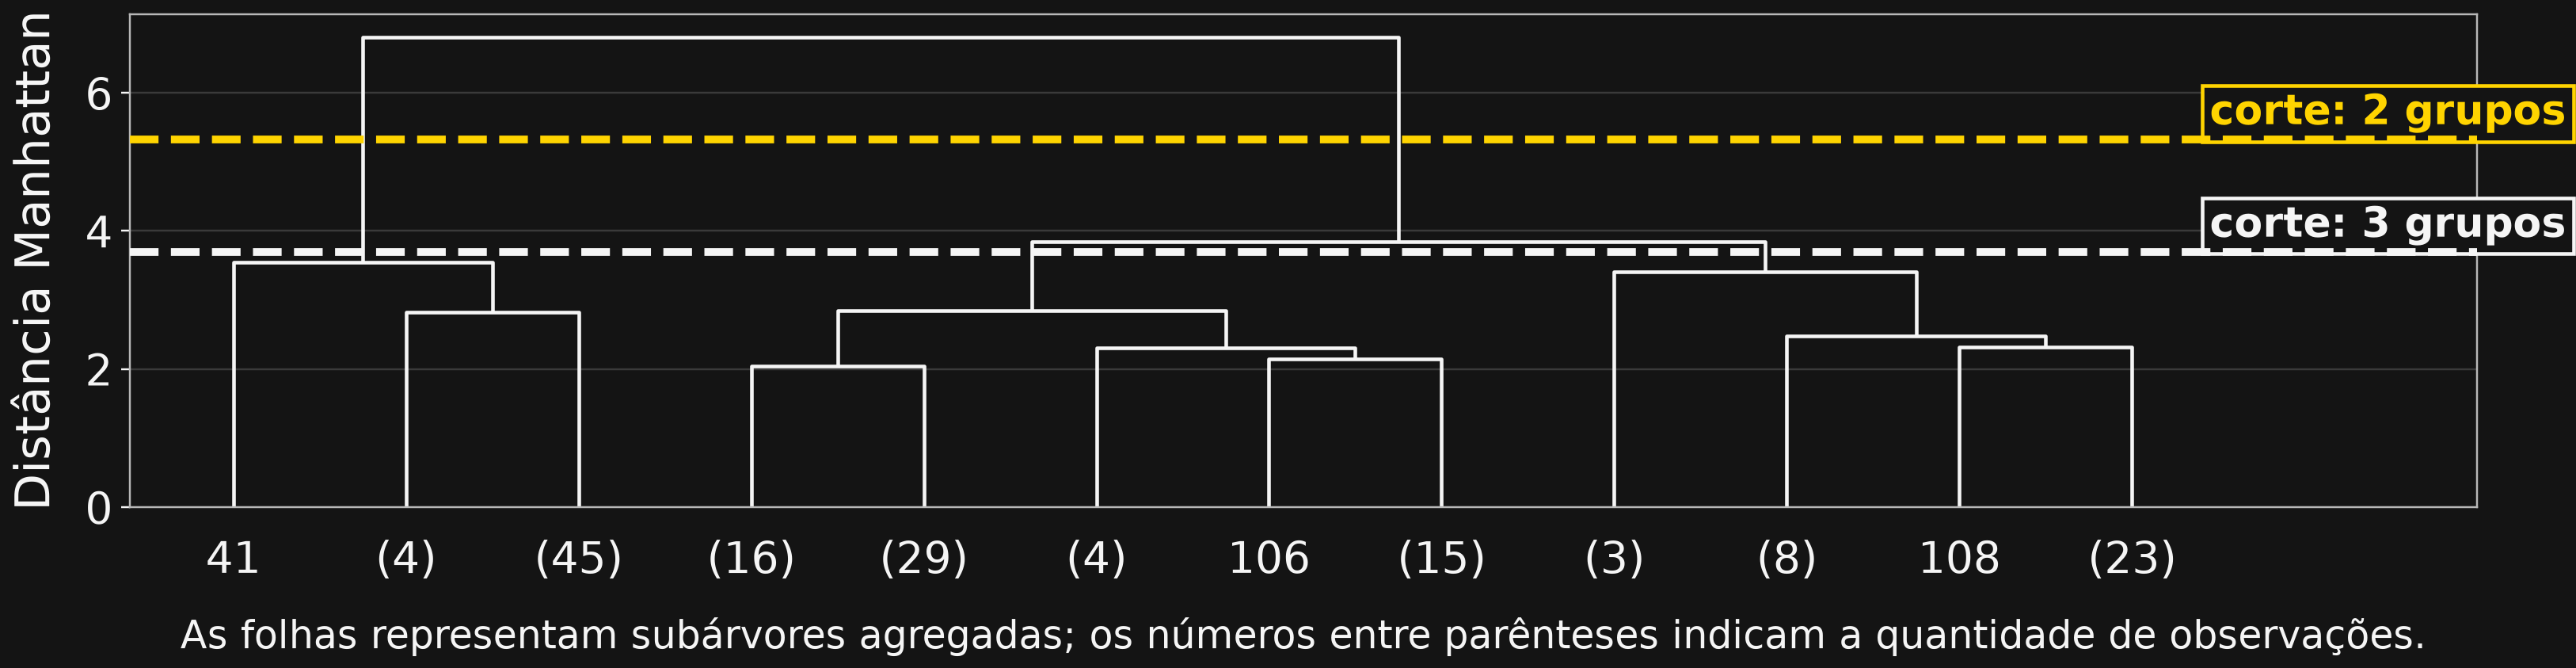 Distância Manhattan
6
4
2
0
corte: 2 grupos
corte: 3 grupos
41 (4) (45) (16) (29) (4) 106 (15) (3) (8) 108 (23)
As folhas representam subárvores agregadas; os números entre parênteses indicam a quantidade de observações.